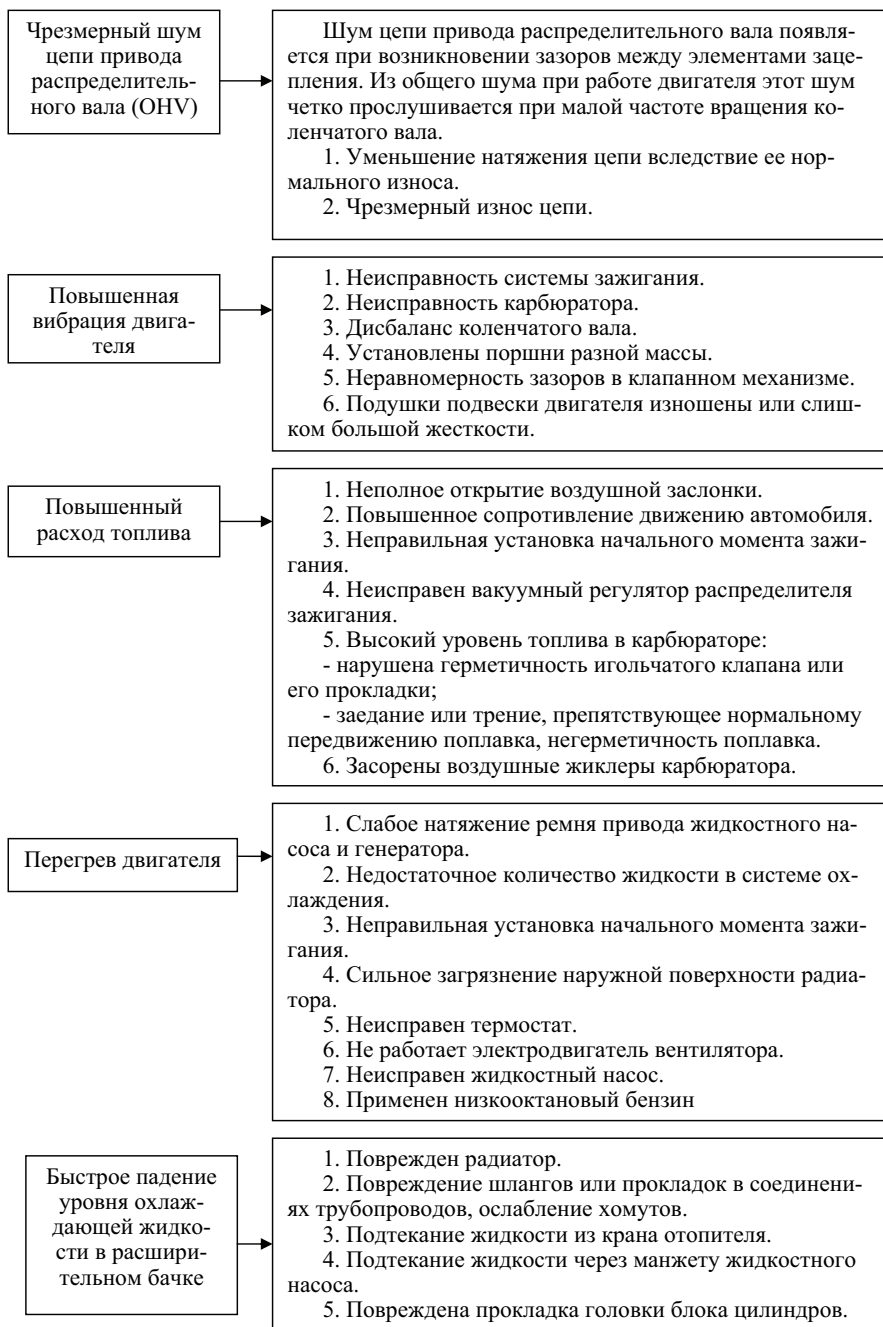 Чрезмерный шум
цепи привода
распределитель-
ного вала (OHV)
Шум цепи привода распределительного вала появля-
ется при возникновении зазоров между элементами заце-
пления. Из общего шума при работе двигателя этот шум
четко прослушивается при малой частоте вращения ко-
ленчатого вала.
1. Уменьшение натяжения цепи вследствие ее нор-
мального износа.
2. Чрезмерный износ цепи.
Повышенная
вибрация двига-
теля
1. Неисправность системы зажигания.
2. Неисправность карбюратора.
3. Дисбаланс коленчатого вала.
4. Установлены поршни разной массы.
5. Неравномерность зазоров в клапанном механизме.
6. Подушки подвески двигателя изношены или слиш-
ком большой жесткости.
Повышенный
расход топлива
1. Неполное открытие воздушной заслонки.
2. Повышенное сопротивление движению автомобиля.
3. Неправильная установка начального момента зажи-
гания.
4. Неисправен вакуумный регулятор распределителя
зажигания.
5. Высокий уровень топлива в карбюраторе:
- нарушена герметичность игольчатого клапана или
его прокладки;
- заедание или трение, препятствующее нормальному
передвижению поплавка, негерметичность поплавка.
6. Засорены воздушные жиклеры карбюратора.
Перегрев двигателя
1. Слабое натяжение ремня привода жидкостного на-
соса и генератора.
2. Недостаточное количество жидкости в системе ох-
лаждения.
3. Неправильная установка начального момента зажи-
гания.
4. Сильное загрязнение наружной поверхности радиа-
тора.
5. Неисправен термостат.
6. Не работает электродвигатель вентилятора.
7. Неисправен жидкостный насос.
8. Применен низкооктановый бензин
Быстрое падение
уровня охлаж-
дающей жидко-
сти в расшири-
тельном бачке
1. Поврежден радиатор.
2. Повреждение шлангов или прокладок в соединени-
ях трубопроводов, ослабление хомутов.
3. Подтекание жидкости из крана отопителя.
4. Подтекание жидкости через манжету жидкостного
насоса.
5. Повреждена прокладка головки блока цилиндров.